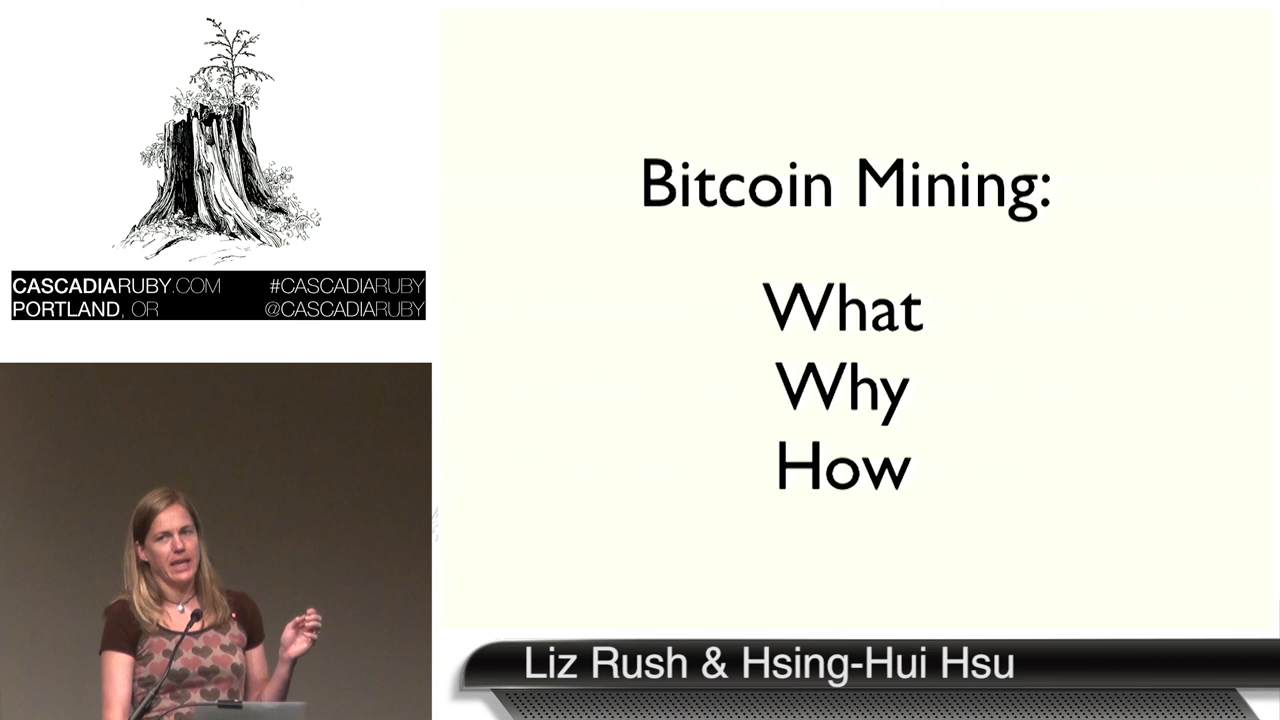 CASCADIARUBY.COM #CASCADIARUBY
PORTLAND, OR @CASCADIARUBY
Bitcoin Mining:
What
Why
How
Liz Rush & Hsing-Hui Hsu